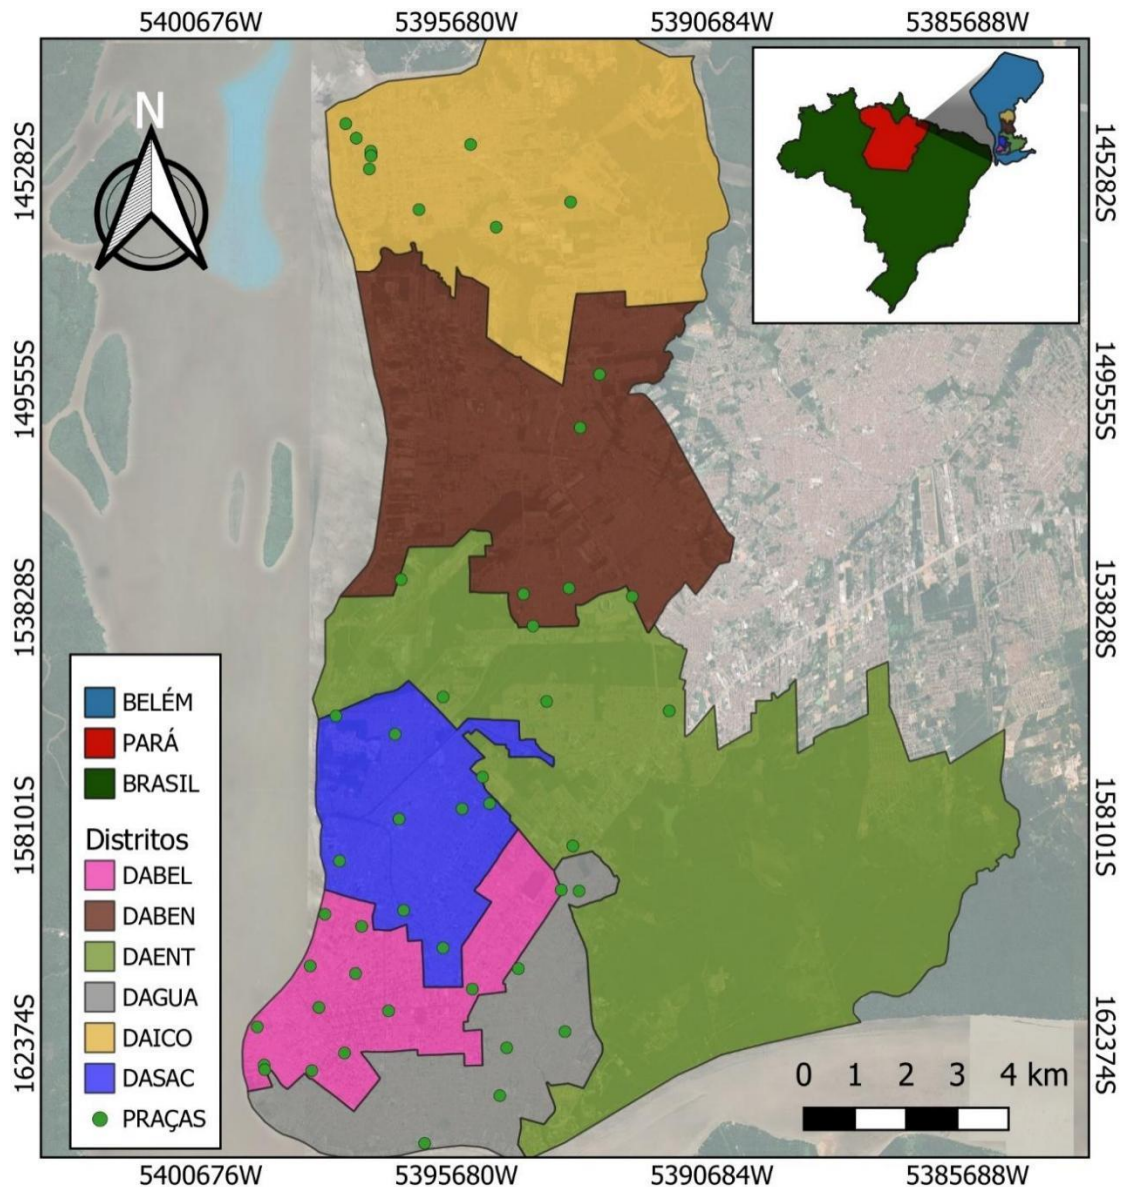 5400676W 5395680W 5390684W 5385688W
N
145282S 145282S
149555S 149555S
153828S 153828S
BELÉM
PARÁ
BRASIL
158101S 158101S
Distritos
DABEL
DABEN
DAENT
DAGUA
DAICO
162374S 162374S
DASAC
0 1 2 3 4 km
PRAÇAS
5400676W 5395680W 5390684W 5385688W